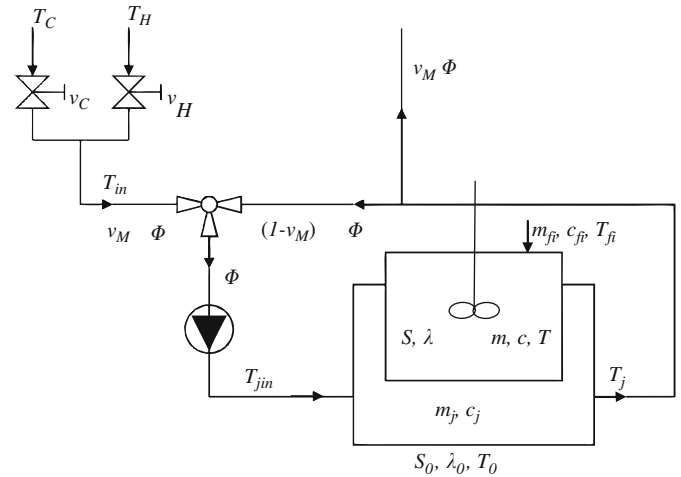 T_C T_H
v_C v_H
v_M Φ
T_in
v_M Φ (1-v_M) Φ
Φ
m_fi, c_fi, T_fi
S, λ m, c, T
T_jin T_j
m_j, c_j
S_0, λ_0, T_0